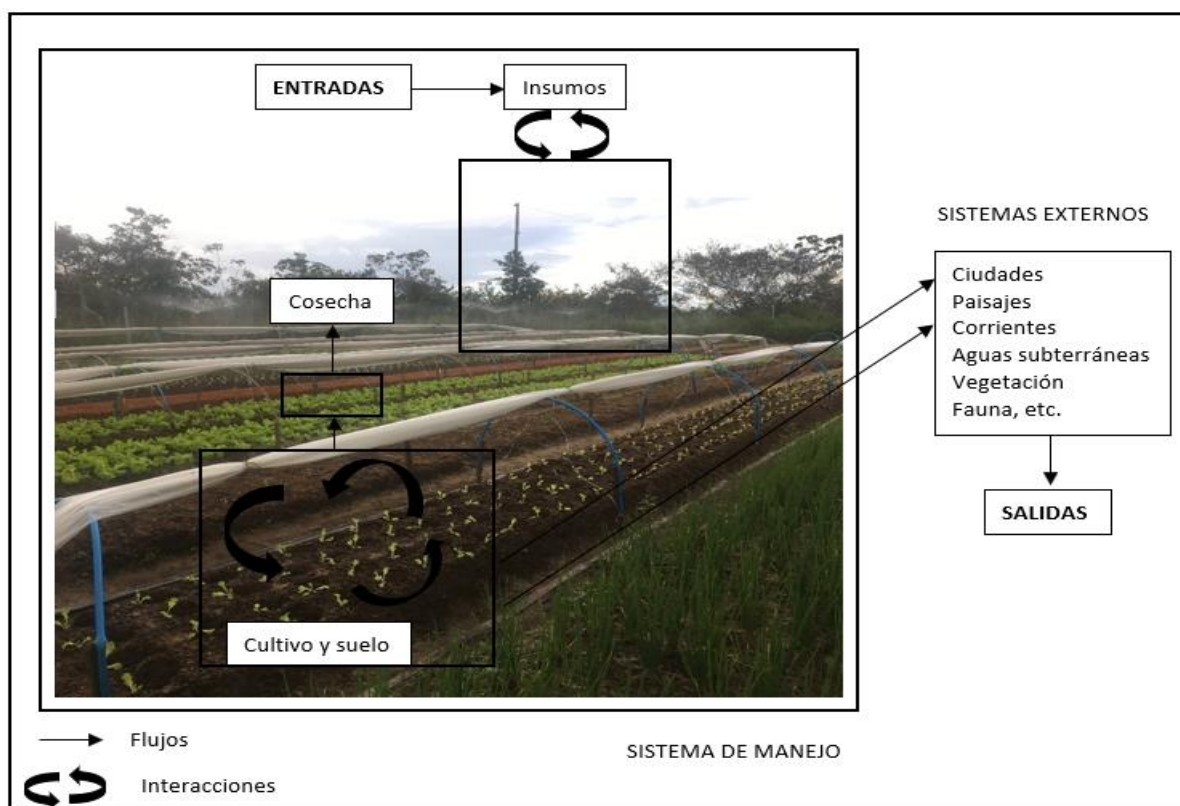 ENTRADAS
Insumos
SISTEMAS EXTERNOS
Ciudades
Paisajes
Corrientes
Aguas subterráneas
Vegetación
Fauna, etc.
Cosecha
SALIDAS
Cultivo y suelo
Flujos
SISTEMA DE MANEJO
Interacciones